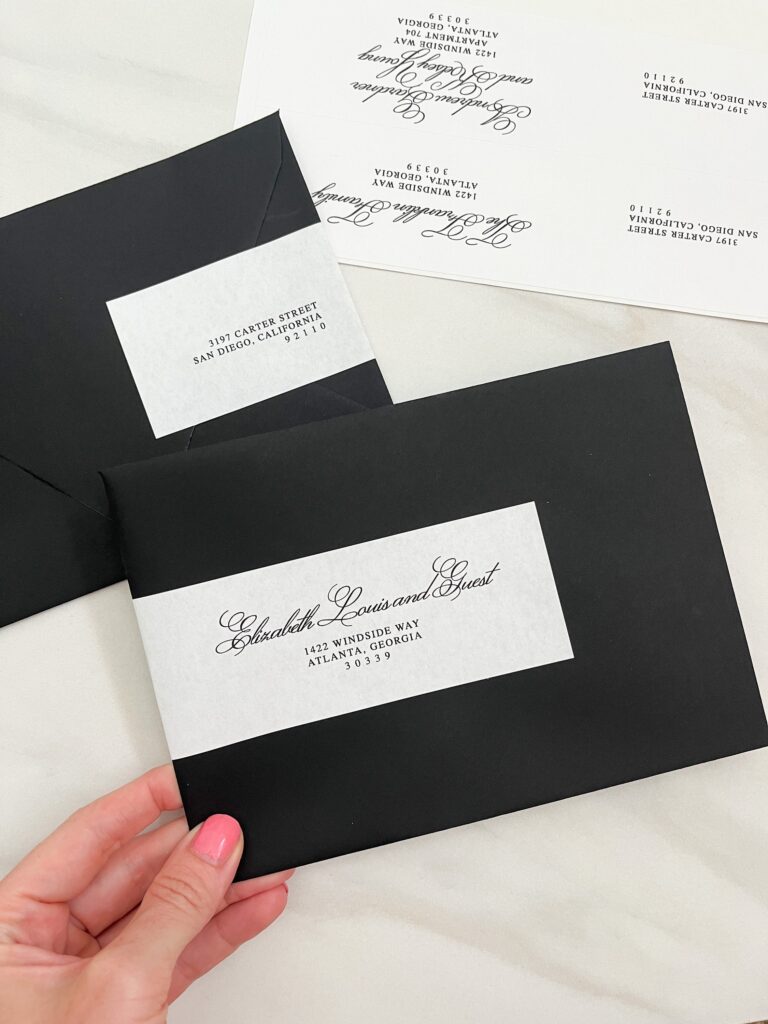 Andrew Gardner
and Kelsey Young
1422 WINDSIDE WAY
APARTMENT 704
ATLANTA, GEORGIA
30339
3197 CARTER STREET
SAN DIEGO, CALIFORNIA
92110
The Franklin Family
1422 WINDSIDE WAY
ATLANTA, GEORGIA
30339
3197 CARTER STREET
SAN DIEGO, CALIFORNIA
92110
3197 CARTER STREET
SAN DIEGO, CALIFORNIA
92110
Elizabeth Louis and Guest
1422 WINDSIDE WAY
ATLANTA, GEORGIA
30339